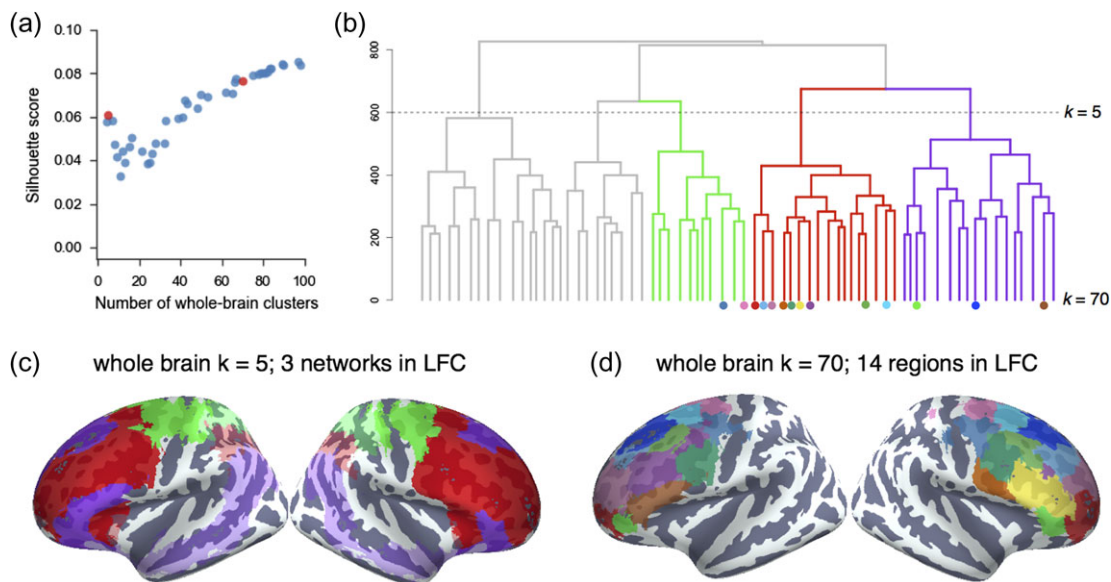 (a)
0.10
0.08
0.06
0.04
0.02
0.00
Silhouette score
0 20 40 60 80 100
Number of whole-brain clusters
(b)
800
600
400
200
0
k = 5
k = 70
(c) whole brain k = 5; 3 networks in LFC
(d) whole brain k = 70; 14 regions in LFC